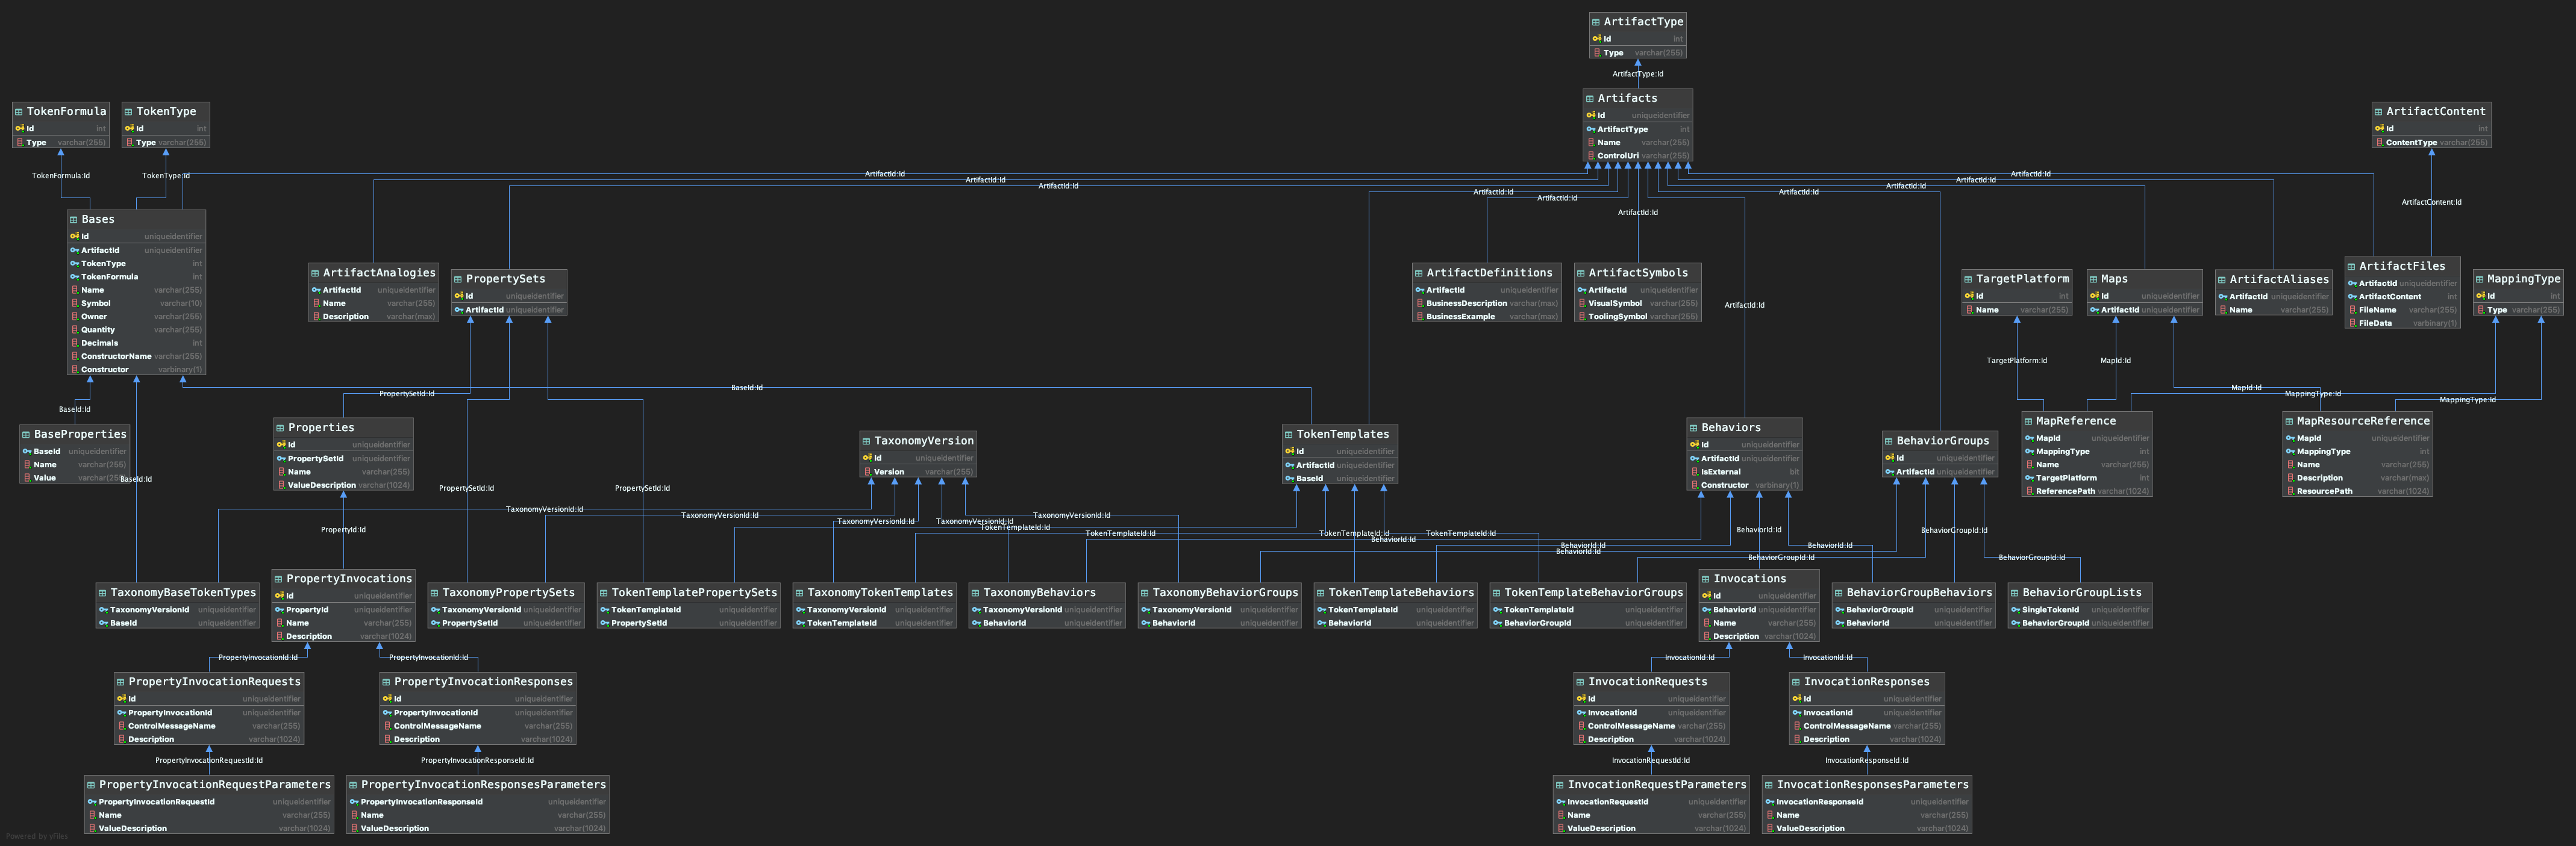 ArtifactType
Id int
Type varchar(255)
ArtifactType:Id
Artifacts
Id uniqueidentifier
ArtifactType int
Name varchar(255)
ControlUri varchar(255)
TokenFormula
Id int
Type varchar(255)
TokenType
Id int
Type varchar(255)
ArtifactContent
Id int
ContentType varchar(255)
TokenFormula:Id
TokenType:Id
ArtifactId:Id
ArtifactId:Id
ArtifactId:Id
ArtifactId:Id
ArtifactId:Id
ArtifactId:Id
ArtifactId:Id
ArtifactId:Id
ArtifactId:Id
ArtifactId:Id
ArtifactId:Id
ArtifactContent:Id
Bases
Id uniqueidentifier
ArtifactId uniqueidentifier
TokenType int
TokenFormula int
Name varchar(255)
Symbol varchar(10)
Owner varchar(255)
Quantity varchar(255)
Decimals int
ConstructorName varchar(255)
Constructor varbinary(1)
ArtifactAnalogies
ArtifactId uniqueidentifier
Name varchar(255)
Description varchar(max)
PropertySets
Id uniqueidentifier
ArtifactId uniqueidentifier
ArtifactDefinitions
ArtifactId uniqueidentifier
BusinessDescription varchar(max)
BusinessExample varchar(max)
ArtifactSymbols
ArtifactId uniqueidentifier
VisualSymbol varchar(255)
ToolingSymbol varchar(255)
TargetPlatform
Id int
Name varchar(255)
Maps
Id uniqueidentifier
ArtifactId uniqueidentifier
ArtifactAliases
ArtifactId uniqueidentifier
Name varchar(255)
ArtifactFiles
ArtifactId uniqueidentifier
ArtifactContent int
FileName varchar(255)
FileData varbinary(1)
MappingType
Id int
Type varchar(255)
TargetPlatform:Id
MapId:Id
BaseId:Id
PropertySetId:Id
MapId:Id
MappingType:Id
MappingType:Id
BaseId:Id
BaseProperties
BaseId uniqueidentifier
Name varchar(255)
Value varchar(255)
BaseId:Id
Properties
Id uniqueidentifier
PropertySetId uniqueidentifier
Name varchar(255)
ValueDescription varchar(1024)
TaxonomyVersion
Id uniqueidentifier
Version varchar(255)
TokenTemplates
Id uniqueidentifier
ArtifactId uniqueidentifier
BaseId uniqueidentifier
Behaviors
Id uniqueidentifier
ArtifactId uniqueidentifier
IsExternal bit
Constructor varbinary(1)
BehaviorGroups
Id uniqueidentifier
ArtifactId uniqueidentifier
MapReference
MapId uniqueidentifier
MappingType int
Name varchar(255)
TargetPlatform int
ReferencePath varchar(1024)
MapResourceReference
MapId uniqueidentifier
MappingType int
Name varchar(255)
Description varchar(max)
ResourcePath varchar(1024)
PropertySetId:Id
PropertySetId:Id
TaxonomyVersionId:Id
TaxonomyVersionId:Id
TaxonomyVersionId:Id
TaxonomyVersionId:Id
TaxonomyVersionId:Id
TokenTemplateId:Id
PropertyId:Id
TokenTemplateId:Id
TokenTemplateId:Id
TokenTemplateId:Id
BehaviorId:Id
BehaviorId:Id
BehaviorId:Id
BehaviorId:Id
BehaviorId:Id
BehaviorGroupId:Id
BehaviorGroupId:Id
BehaviorGroupId:Id
TaxonomyBaseTokenTypes
TaxonomyVersionId uniqueidentifier
BaseId uniqueidentifier
PropertyInvocations
Id uniqueidentifier
PropertyId uniqueidentifier
Name varchar(255)
Description varchar(1024)
TaxonomyPropertySets
TaxonomyVersionId uniqueidentifier
PropertySetId uniqueidentifier
TokenTemplatePropertySets
TokenTemplateId uniqueidentifier
PropertySetId uniqueidentifier
TaxonomyTokenTemplates
TaxonomyVersionId uniqueidentifier
TokenTemplateId uniqueidentifier
TaxonomyBehaviors
TaxonomyVersionId uniqueidentifier
BehaviorId uniqueidentifier
TaxonomyBehaviorGroups
TaxonomyVersionId uniqueidentifier
BehaviorId uniqueidentifier
TokenTemplateBehaviors
TokenTemplateId uniqueidentifier
BehaviorId uniqueidentifier
TokenTemplateBehaviorGroups
TokenTemplateId uniqueidentifier
BehaviorGroupId uniqueidentifier
Invocations
Id uniqueidentifier
BehaviorId uniqueidentifier
Name varchar(255)
Description varchar(1024)
BehaviorGroupBehaviors
BehaviorGroupId uniqueidentifier
BehaviorId uniqueidentifier
BehaviorGroupLists
SingleTokenId uniqueidentifier
BehaviorGroupId uniqueidentifier
PropertyInvocationId:Id
PropertyInvocationId:Id
InvocationId:Id
InvocationId:Id
PropertyInvocationRequests
Id uniqueidentifier
PropertyInvocationId uniqueidentifier
ControlMessageName varchar(255)
Description varchar(1024)
PropertyInvocationResponses
Id uniqueidentifier
PropertyInvocationId uniqueidentifier
ControlMessageName varchar(255)
Description varchar(1024)
InvocationRequests
Id uniqueidentifier
InvocationId uniqueidentifier
ControlMessageName varchar(255)
Description varchar(1024)
InvocationResponses
Id uniqueidentifier
InvocationId uniqueidentifier
ControlMessageName varchar(255)
Description varchar(1024)
PropertyInvocationRequestId:Id
PropertyInvocationResponseId:Id
InvocationRequestId:Id
InvocationResponseId:Id
PropertyInvocationRequestParameters
PropertyInvocationRequestId uniqueidentifier
Name varchar(255)
ValueDescription varchar(1024)
PropertyInvocationResponsesParameters
PropertyInvocationResponseId uniqueidentifier
Name varchar(255)
ValueDescription varchar(1024)
InvocationRequestParameters
InvocationRequestId uniqueidentifier
Name varchar(255)
ValueDescription varchar(1024)
InvocationResponsesParameters
InvocationResponseId uniqueidentifier
Name varchar(255)
ValueDescription varchar(1024)
Powered by yFiles